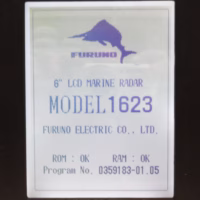 FURUNO
6" LCD MARINE RADAR
MODEL1623
FURUNO ELECTRIC CO., LTD.
ROM : OK RAM : OK
Program No. 0359183-01.05